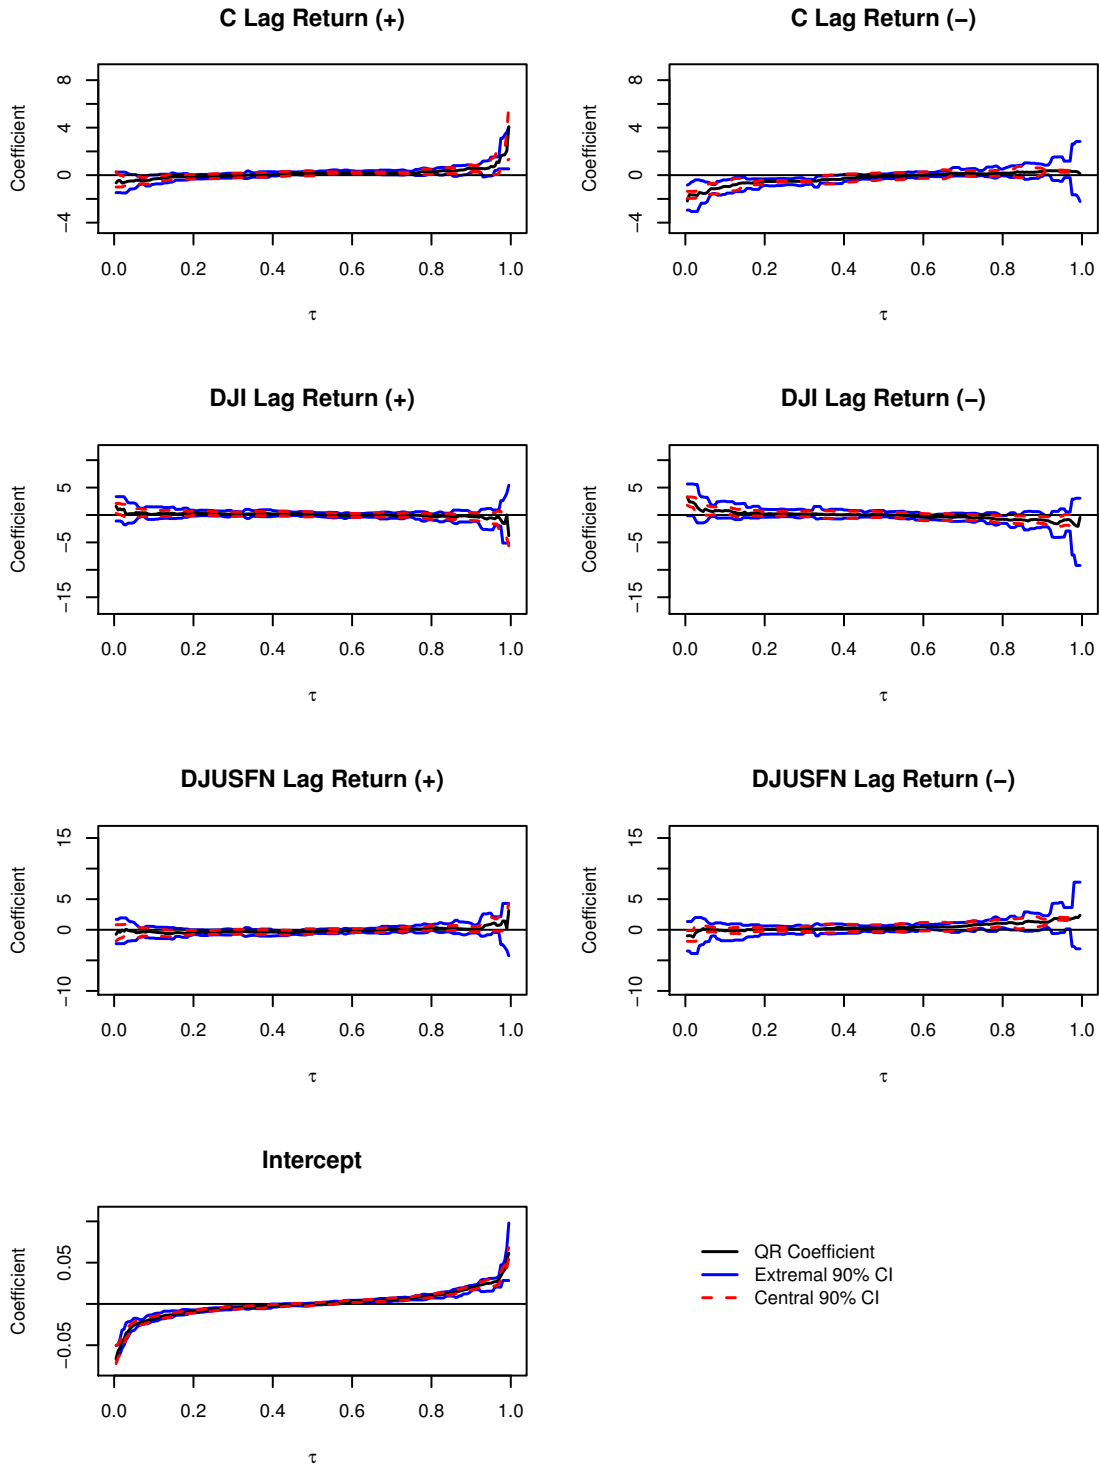 C Lag Return (+)
Coefficient
−4
0
4
8
0.0 0.2 0.4 0.6 0.8 1.0
τ
C Lag Return (−)
Coefficient
−4
0
4
8
0.0 0.2 0.4 0.6 0.8 1.0
τ
DJI Lag Return (+)
Coefficient
−15
−5
5
0.0 0.2 0.4 0.6 0.8 1.0
τ
DJI Lag Return (−)
Coefficient
−15
−5
5
0.0 0.2 0.4 0.6 0.8 1.0
τ
DJUSFN Lag Return (+)
Coefficient
−10
0
5
15
0.0 0.2 0.4 0.6 0.8 1.0
τ
DJUSFN Lag Return (−)
Coefficient
−10
0
5
15
0.0 0.2 0.4 0.6 0.8 1.0
τ
Intercept
Coefficient
−0.05
0.05
0.0 0.2 0.4 0.6 0.8 1.0
τ
QR Coefficient
Extremal 90% CI
Central 90% CI